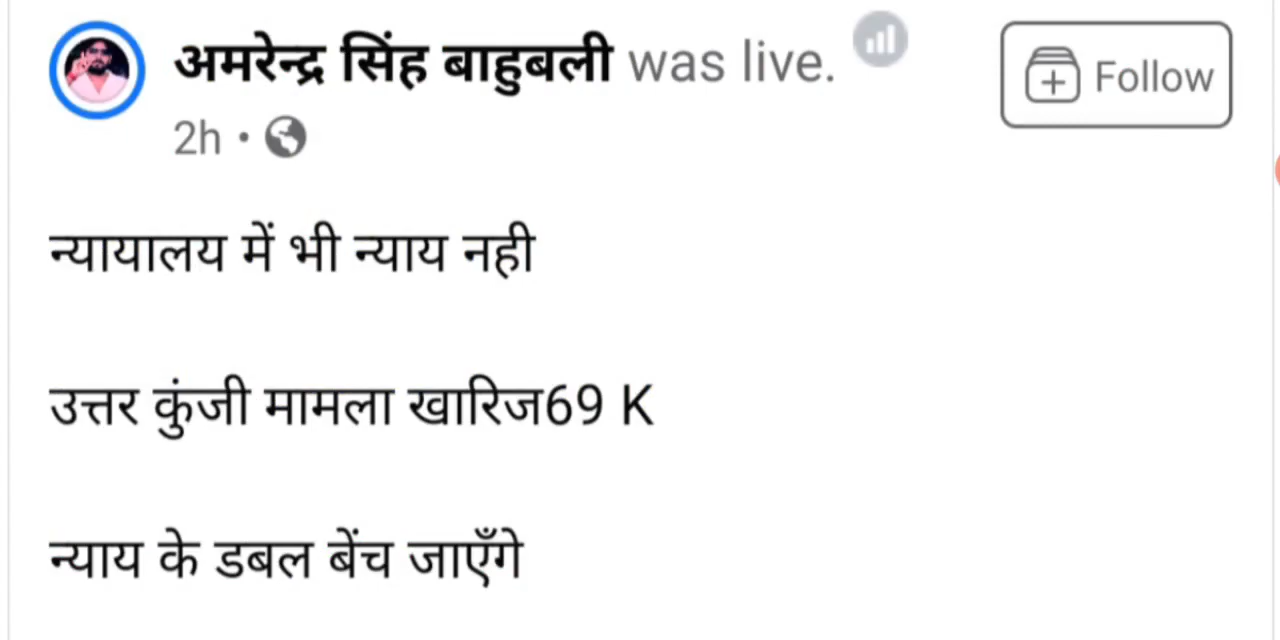 अमरेन्द्र सिंह बाहुबली was live.
Follow
2h •
न्यायालय में भी न्याय नही
उत्तर कुंजी मामला खारिज69 K
न्याय के डबल बेंच जाएँगे